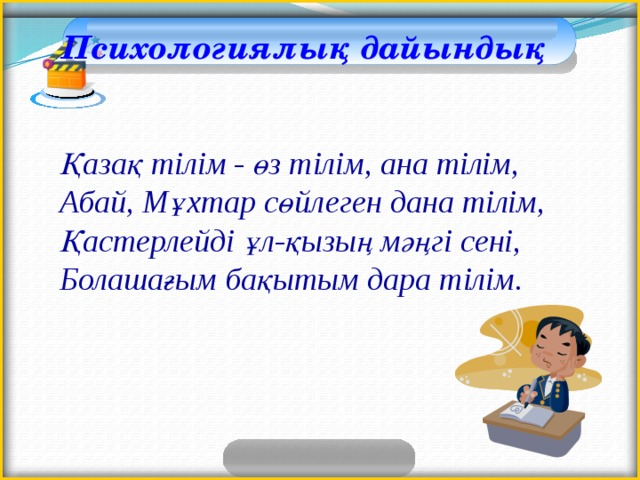 Психологиялық дайындық
Қазақ тілім - өз тілім, ана тілім,
Абай, Мұхтар сөйлеген дана тілім,
Қастерлейді ұл-қызың мәңгі сені,
Болашағым бақытым дара тілім.